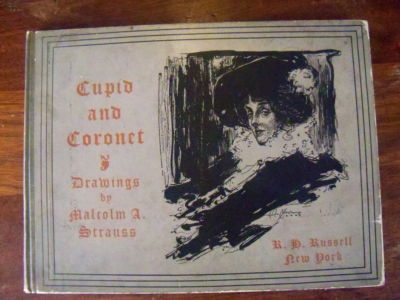 Cupid
and
Coronet
Drawings
by
Malcolm A.
Strauss
R. H. Russell
New York